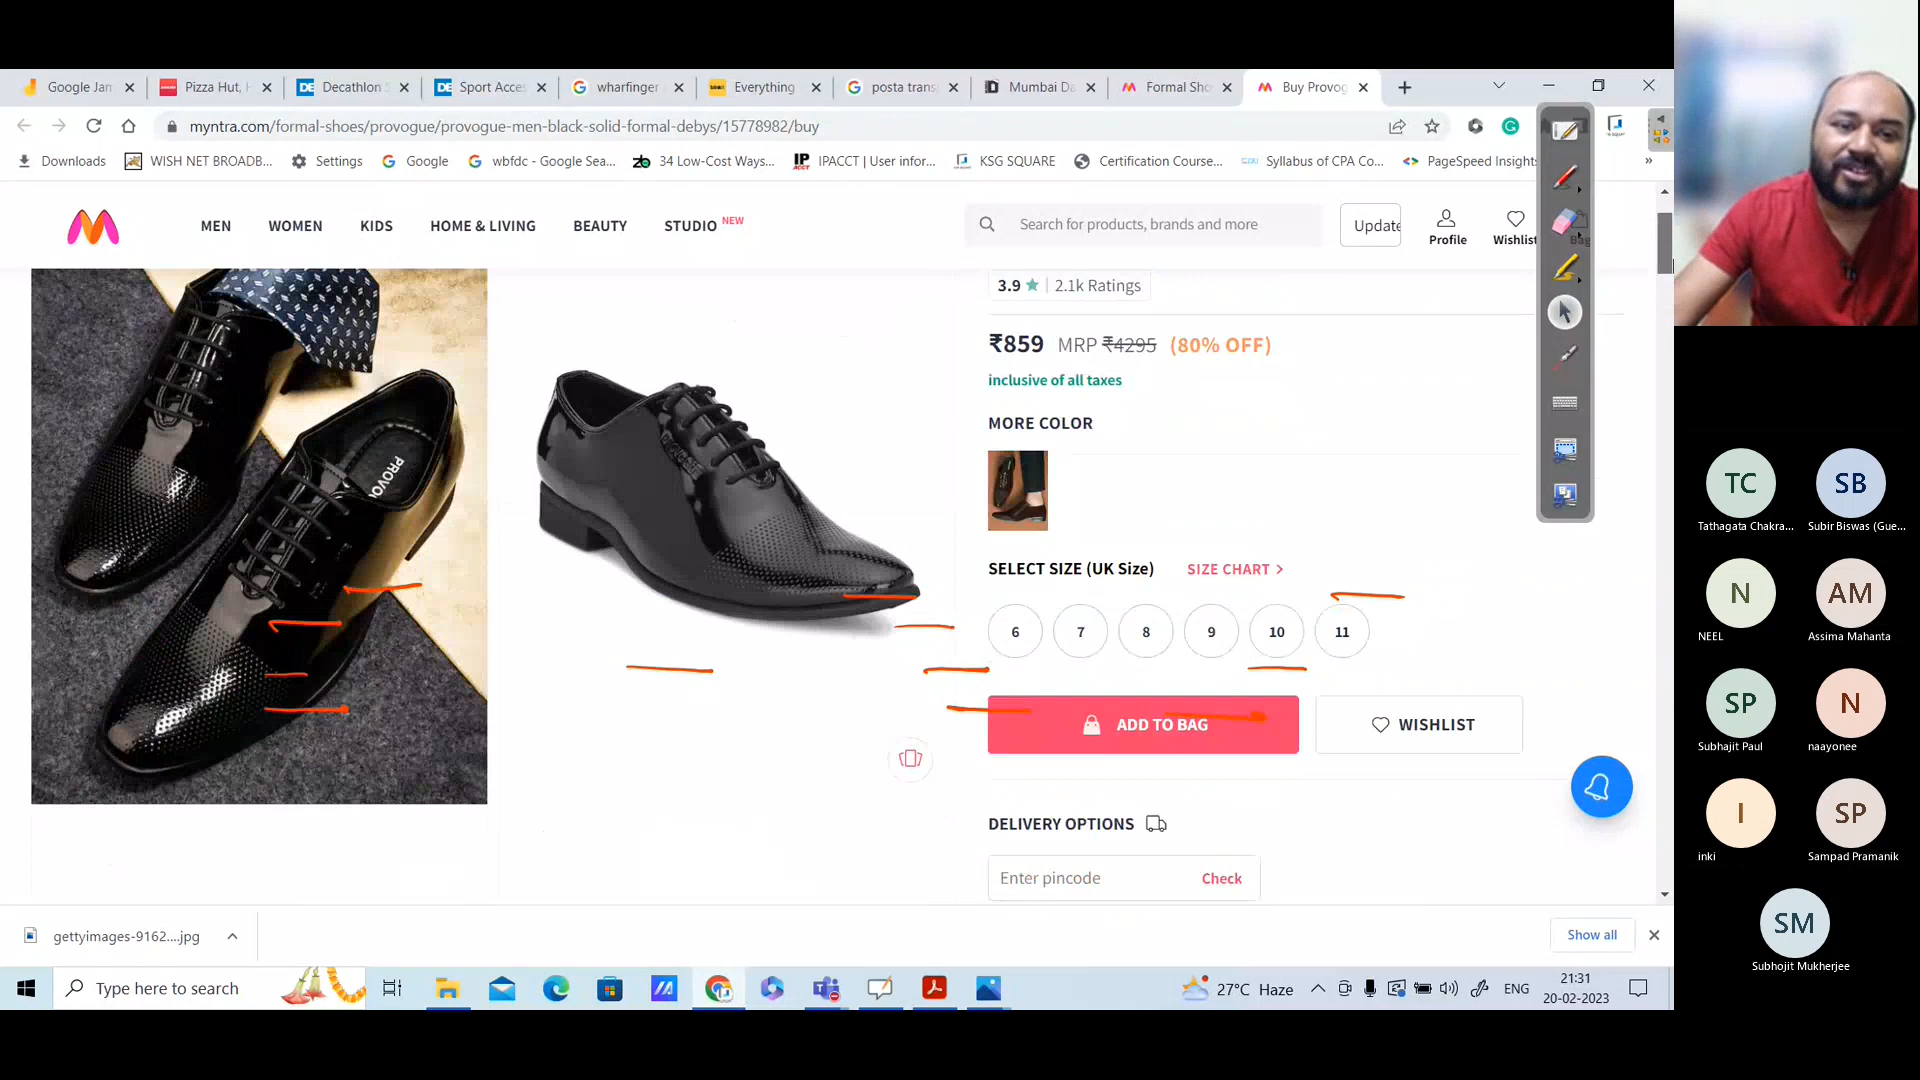 Google Jam
Pizza Hut, H
Decathlon S
Sport Acces
wharfinger
Everything
posta trans
Mumbai Da
Formal Sho
Buy Provog
myntra.com/formal-shoes/provogue/provogue-men-black-solid-formal-debys/15778982/buy
Downloads
WISH NET BROADB...
Settings
Google
wbfdc - Google Sea...
34 Low-Cost Ways...
IPACCT | User infor...
KSG SQUARE
Certification Course...
Syllabus of CPA Co...
PageSpeed Insights
»
MEN
WOMEN
KIDS
HOME & LIVING
BEAUTY
STUDIO NEW
Search for products, brands and more
Update
Profile
Wishlist
Bag
3.9 | 2.1k Ratings
₹859 MRP ₹4295 (80% OFF)
inclusive of all taxes
MORE COLOR
PROVO
SELECT SIZE (UK Size) SIZE CHART >
6 7 8 9 10 11
ADD TO BAG
WISHLIST
DELIVERY OPTIONS
Enter pincode
Check
gettyimages-9162....jpg
Show all
Type here to search
27°C Haze
ENG
21:31
20-02-2023
TC
Tathagata Chakra...
SB
Subir Biswas (Gue...
N
NEEL
AM
Assima Mahanta
SP
Subhajit Paul
N
naayonee
I
inki
SP
Sampad Pramanik
SM
Subhojit Mukherjee